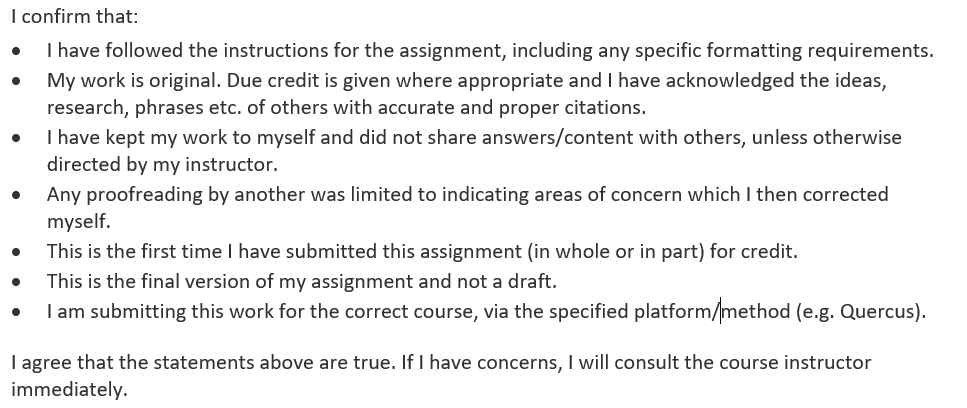 I confirm that:
• I have followed the instructions for the assignment, including any specific formatting requirements.
• My work is original. Due credit is given where appropriate and I have acknowledged the ideas,
research, phrases etc. of others with accurate and proper citations.
• I have kept my work to myself and did not share answers/content with others, unless otherwise
directed by my instructor.
• Any proofreading by another was limited to indicating areas of concern which I then corrected
myself.
• This is the first time I have submitted this assignment (in whole or in part) for credit.
• This is the final version of my assignment and not a draft.
• I am submitting this work for the correct course, via the specified platform/method (e.g. Quercus).
I agree that the statements above are true. If I have concerns, I will consult the course instructor
immediately.